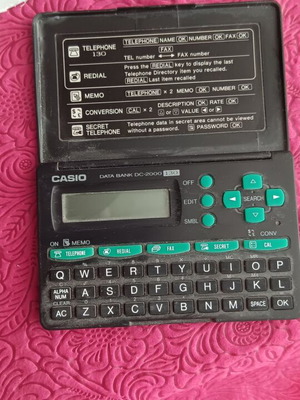 TELEPHONE TELEPHONE NAME OK NUMBER OK FAX OK
130 FAX
TEL number ←→ FAX number
REDIAL Press the REDIAL key to display the last
Telephone Directory item you recalled.
REDIAL Last item recalled
MEMO TELEPHONE × 2 MEMO OK NUMBER OK
CONVERSION CAL × 2 DESCRIPTION OK RATE OK
△ or ▽ VALUE ◀ or ▶
SECRET TELEPHONE Telephone data in secret area cannot be viewed
without a password. PASSWORD OK
CASIO DATA BANK DC-2000 130
OFF
EDIT SEARCH
SMBL
ON MEMO CONV
TELEPHONE REDIAL FAX SECRET CAL
Q W E R T Y U I O P
ALPHA NUM A S D F G H J K L
CLEAR
AC Z X C V B N M SPACE OK